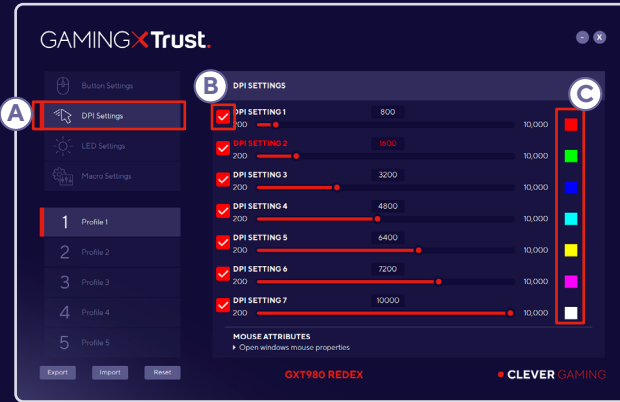 GAMING X Trust.
- X
Button Settings
DPI Settings
LED Settings
Macro Settings
1 Profile 1
2 Profile 2
3 Profile 3
4 Profile 4
5 Profile 5
Export Import Reset
A
B
C
DPI SETTINGS
DPI SETTING 1 800
200 10,000
DPI SETTING 2 1600
200 10,000
DPI SETTING 3 3200
200 10,000
DPI SETTING 4 4800
200 10,000
DPI SETTING 5 6400
200 10,000
DPI SETTING 6 7200
200 10,000
DPI SETTING 7 10000
200 10,000
MOUSE ATTRIBUTES
Open windows mouse properties
GXT980 REDEX
CLEVER GAMING